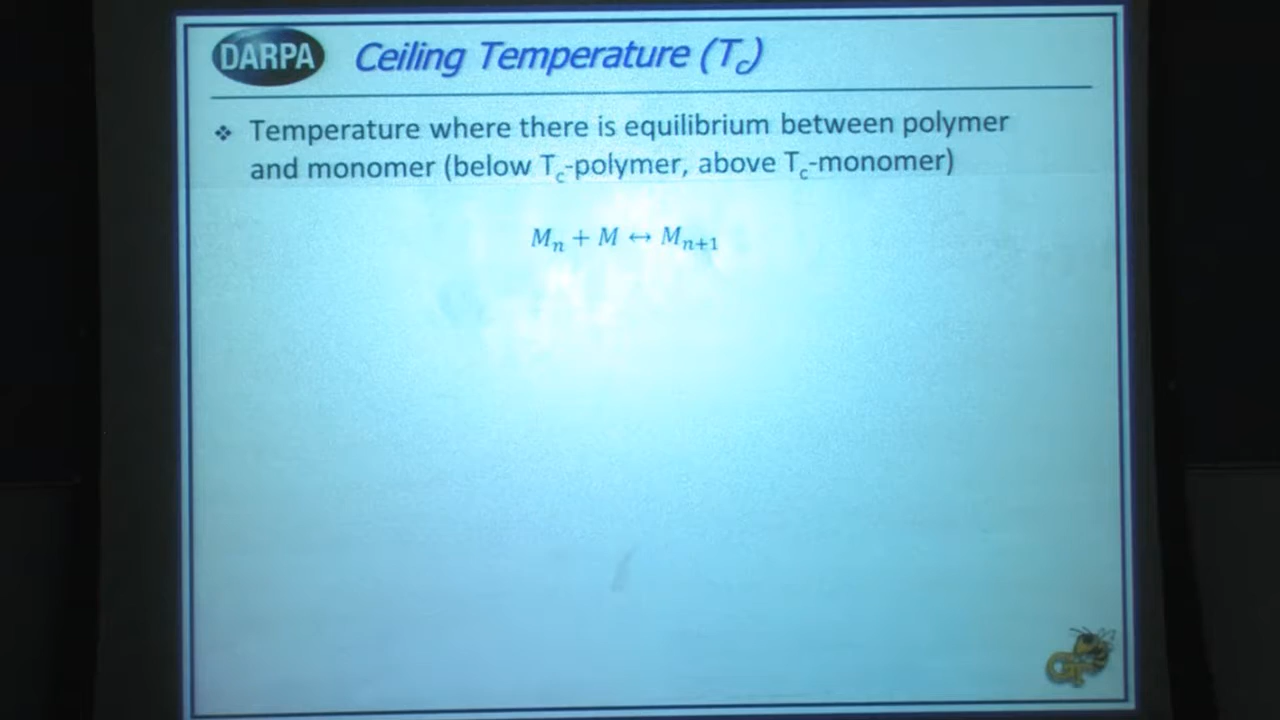 DARPA
Ceiling Temperature (Tc)
❖ Temperature where there is equilibrium between polymer
and monomer (below Tc-polymer, above Tc-monomer)
Mn + M ↔ Mn+1
GT